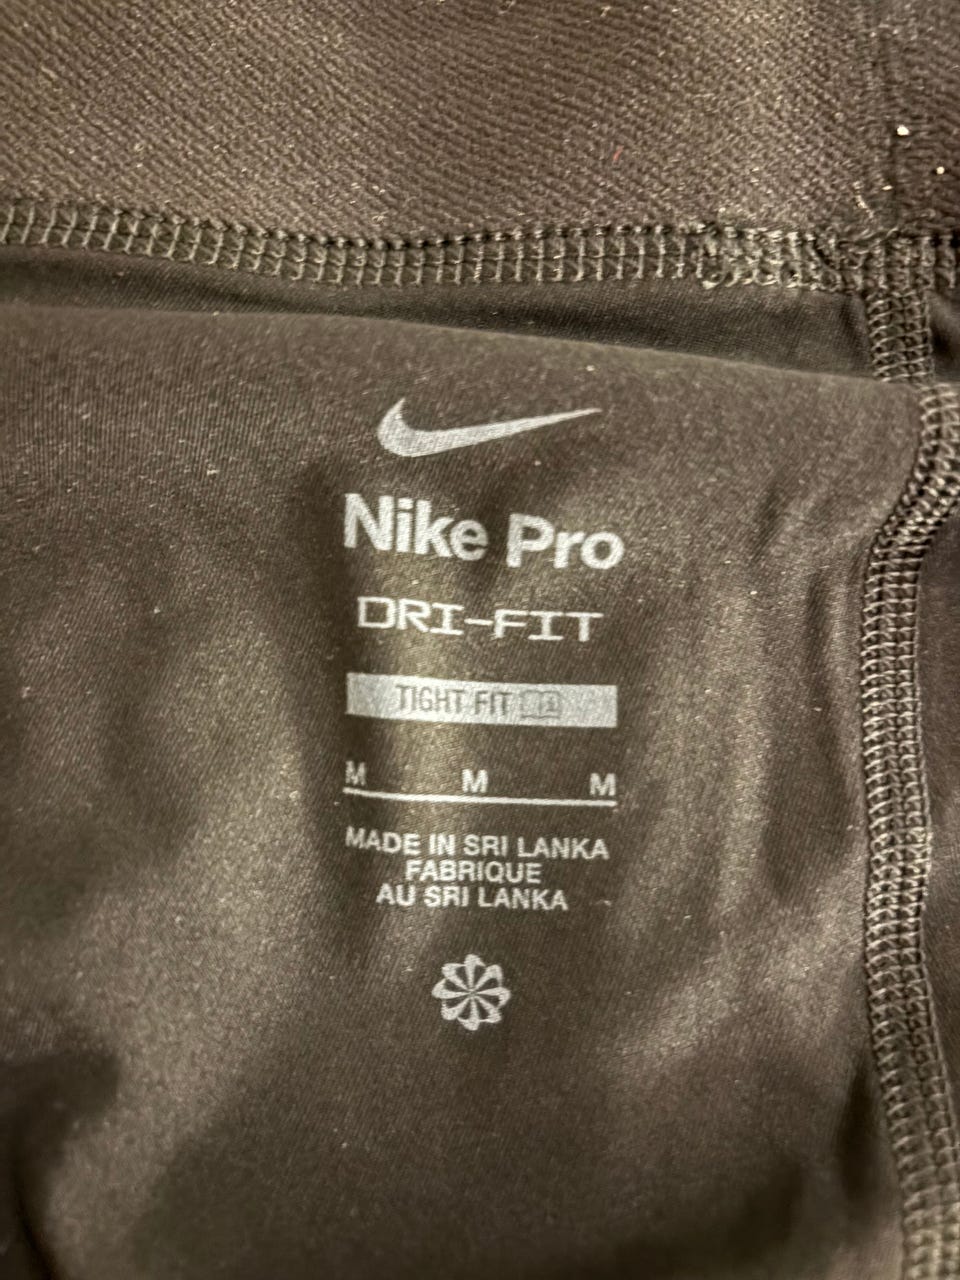 Nike Pro
DRI-FIT
TIGHT FIT
M M M
MADE IN SRI LANKA
FABRIQUE
AU SRI LANKA